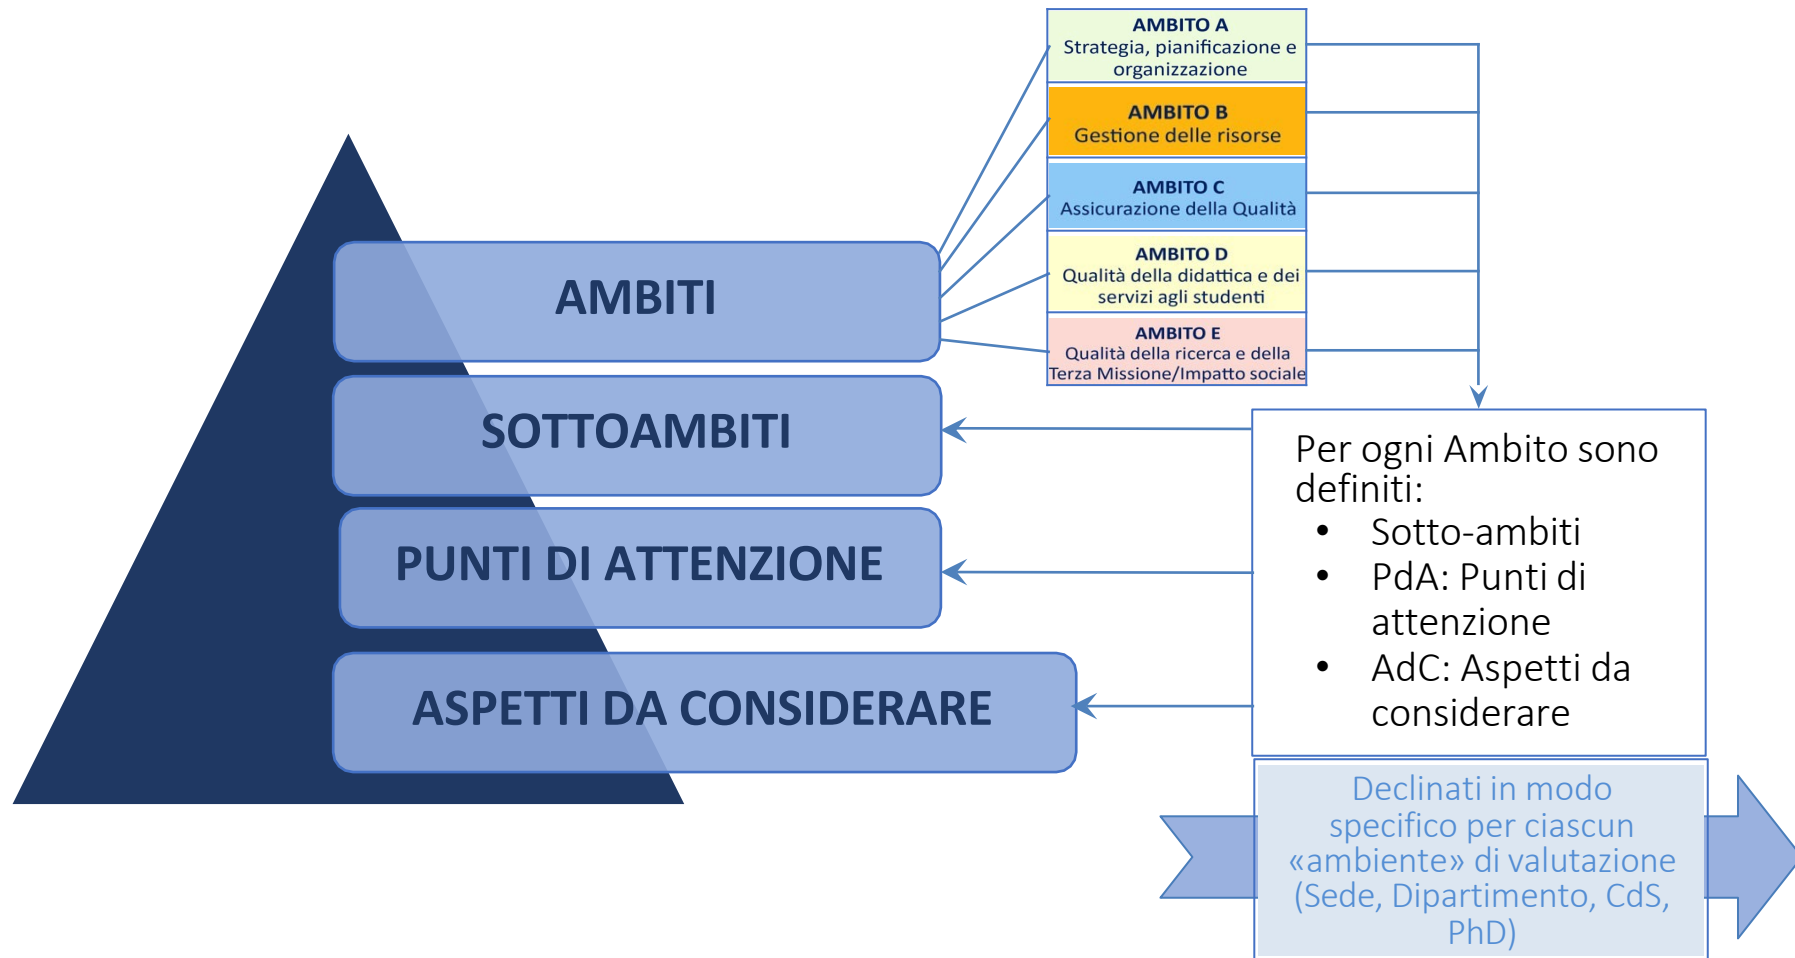 AMBITO A
Strategia, pianificazione e
organizzazione
AMBITO B
Gestione delle risorse
AMBITO C
Assicurazione della Qualità
AMBITO D
Qualità della didattica e dei
servizi agli studenti
AMBITO E
Qualità della ricerca e della
Terza Missione/Impatto sociale
AMBITI
SOTTOAMBITI
PUNTI DI ATTENZIONE
ASPETTI DA CONSIDERARE
Per ogni Ambito sono
definiti:
• Sotto-ambiti
• PdA: Punti di
attenzione
• AdC: Aspetti da
considerare
Declinati in modo
specifico per ciascun
«ambiente» di valutazione
(Sede, Dipartimento, CdS,
PhD)